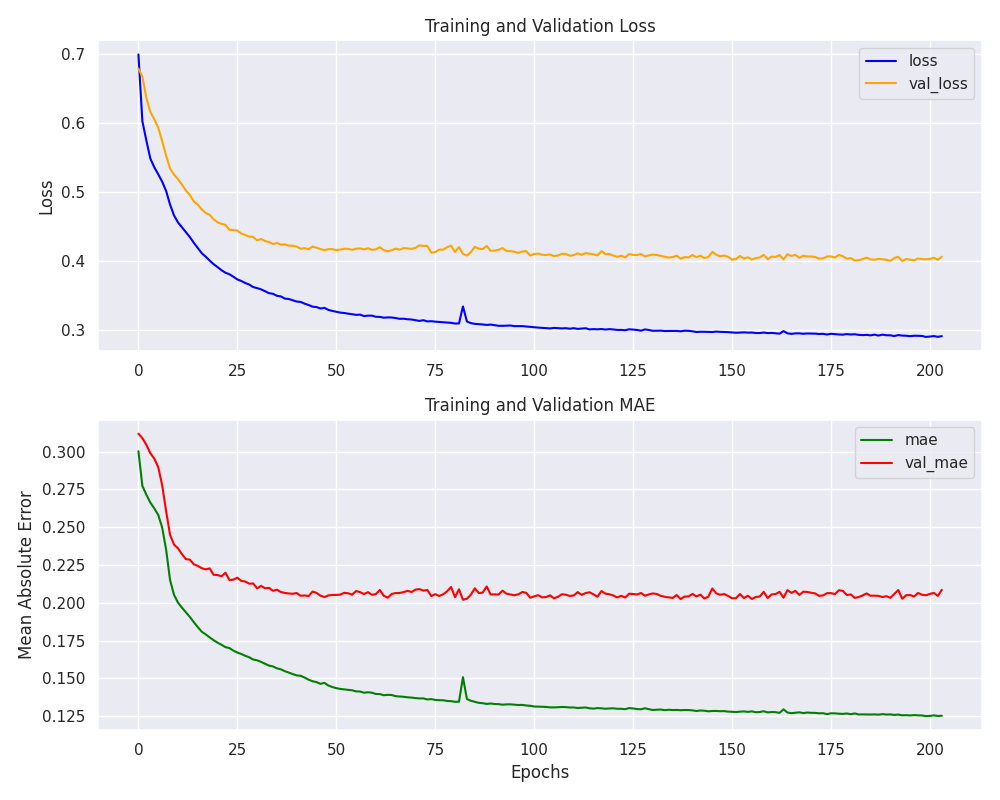 Training and Validation Loss
Loss
0.7
0.6
0.5
0.4
0.3
loss
val_loss
0 25 50 75 100 125 150 175 200
Training and Validation MAE
Mean Absolute Error
0.300
0.275
0.250
0.225
0.200
0.175
0.150
0.125
mae
val_mae
0 25 50 75 100 125 150 175 200
Epochs